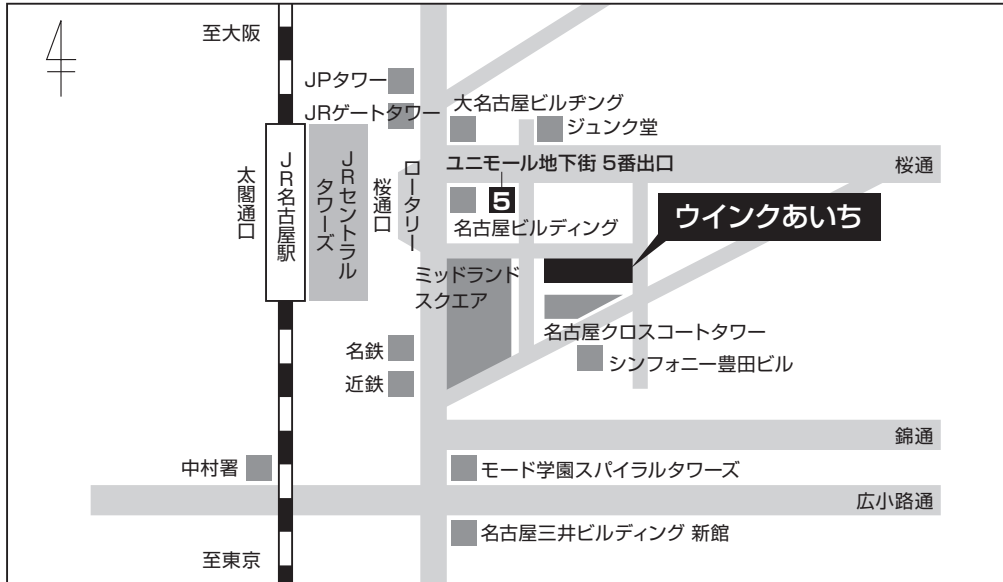 至大阪
JPタワー
JRゲートタワー
大名古屋ビルヂング
ジュンク堂
ユニモール地下街 5番出口
桜通
太閤通口
JR名古屋駅
JRセントラル
タワーズ
桜通口
ロータリー
5
名古屋ビルディング
ウインクあいち
ミッドランド
スクエア
名古屋クロスコートタワー
名鉄
シンフォニー豊田ビル
近鉄
錦通
中村署
モード学園スパイラルタワーズ
広小路通
名古屋三井ビルディング 新館
至東京